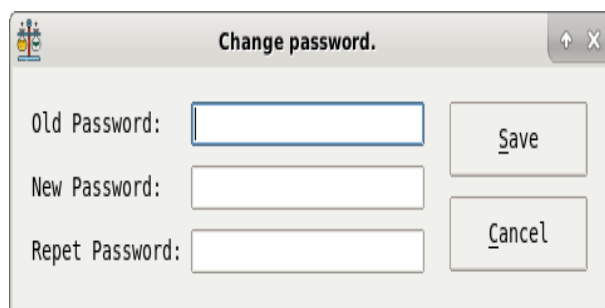 Change password.
Old Password:
Save
New Password:
Cancel
Repet Password: